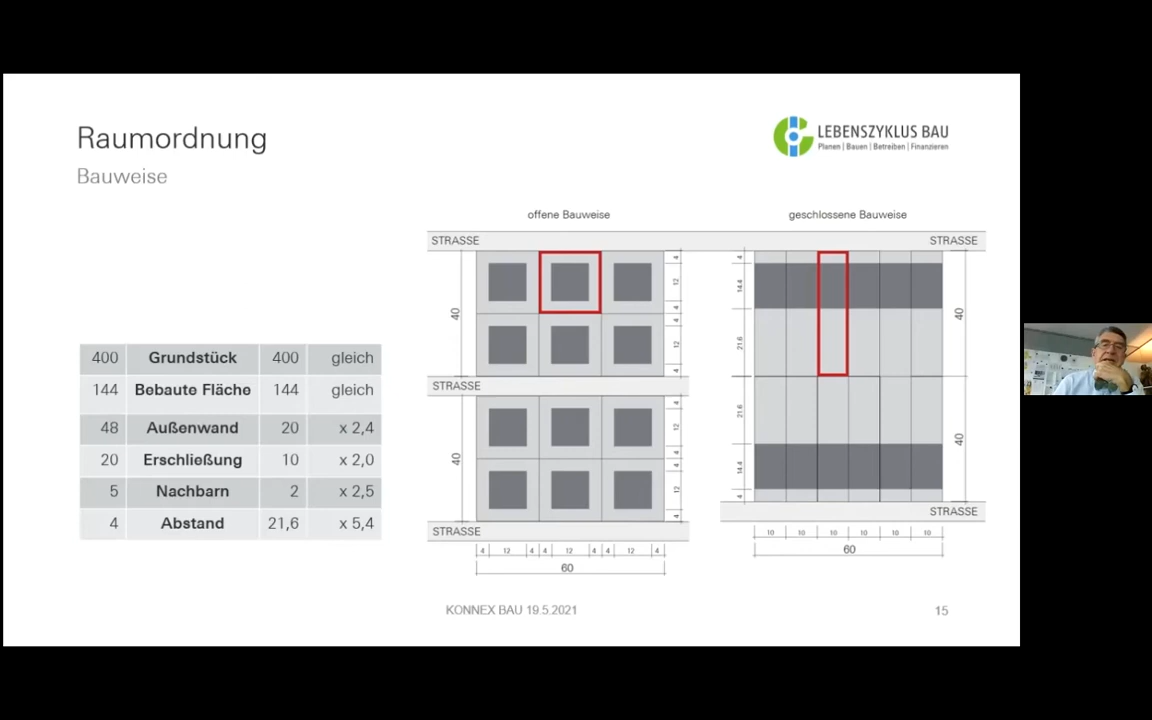 Raumordnung
Bauweise
LEBENSZYKLUS BAU
Planen | Bauen | Betreiben | Finanzieren
offene Bauweise
geschlossene Bauweise
STRASSE
STRASSE
40
4
12
4
4
12
4
4
14.4
21.6
40
STRASSE
40
4
12
4
4
12
4
21.6
14.4
4
40
STRASSE
STRASSE
4 12 4 4 12 4 4 12 4
60
10 10 10 10 10 10
60
400 Grundstück 400 gleich
144 Bebaute Fläche 144 gleich
48 Außenwand 20 x 2,4
20 Erschließung 10 x 2,0
5 Nachbarn 2 x 2,5
4 Abstand 21,6 x 5,4
KONNEX BAU 19.5.2021
15